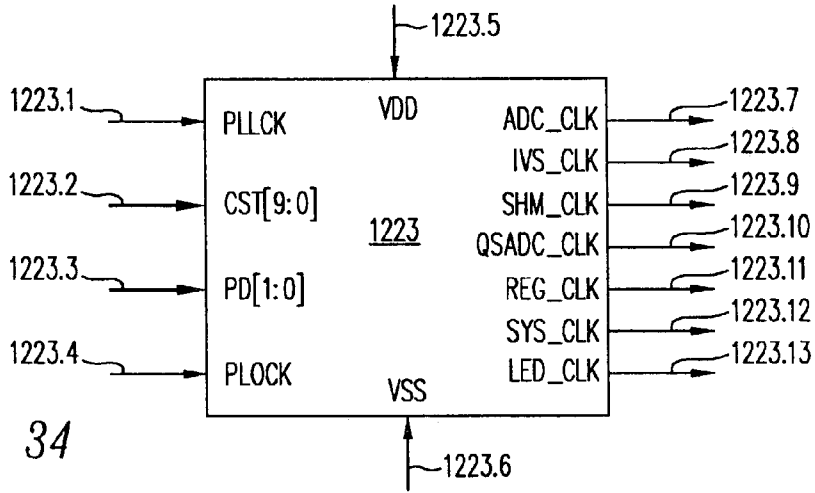 1223.5
1223.1
PLLCK
VDD
ADC_CLK
1223.7
IVS_CLK
1223.8
1223.2
CST[9:0]
SHM_CLK
1223.9
1223
QSADC_CLK
1223.10
1223.3
PD[1:0]
REG_CLK
1223.11
SYS_CLK
1223.12
1223.4
PLOCK
VSS
LED_CLK
1223.13
34
1223.6